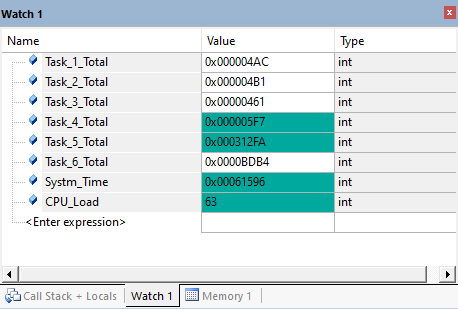 Watch 1
Name Value Type
Task_1_Total 0x000004AC int
Task_2_Total 0x000004B1 int
Task_3_Total 0x00000461 int
Task_4_Total 0x000005F7 int
Task_5_Total 0x000312FA int
Task_6_Total 0x0000BDB4 int
Systm_Time 0x00061596 int
CPU_Load 63 int
<Enter expression>
Call Stack + Locals Watch 1 Memory 1